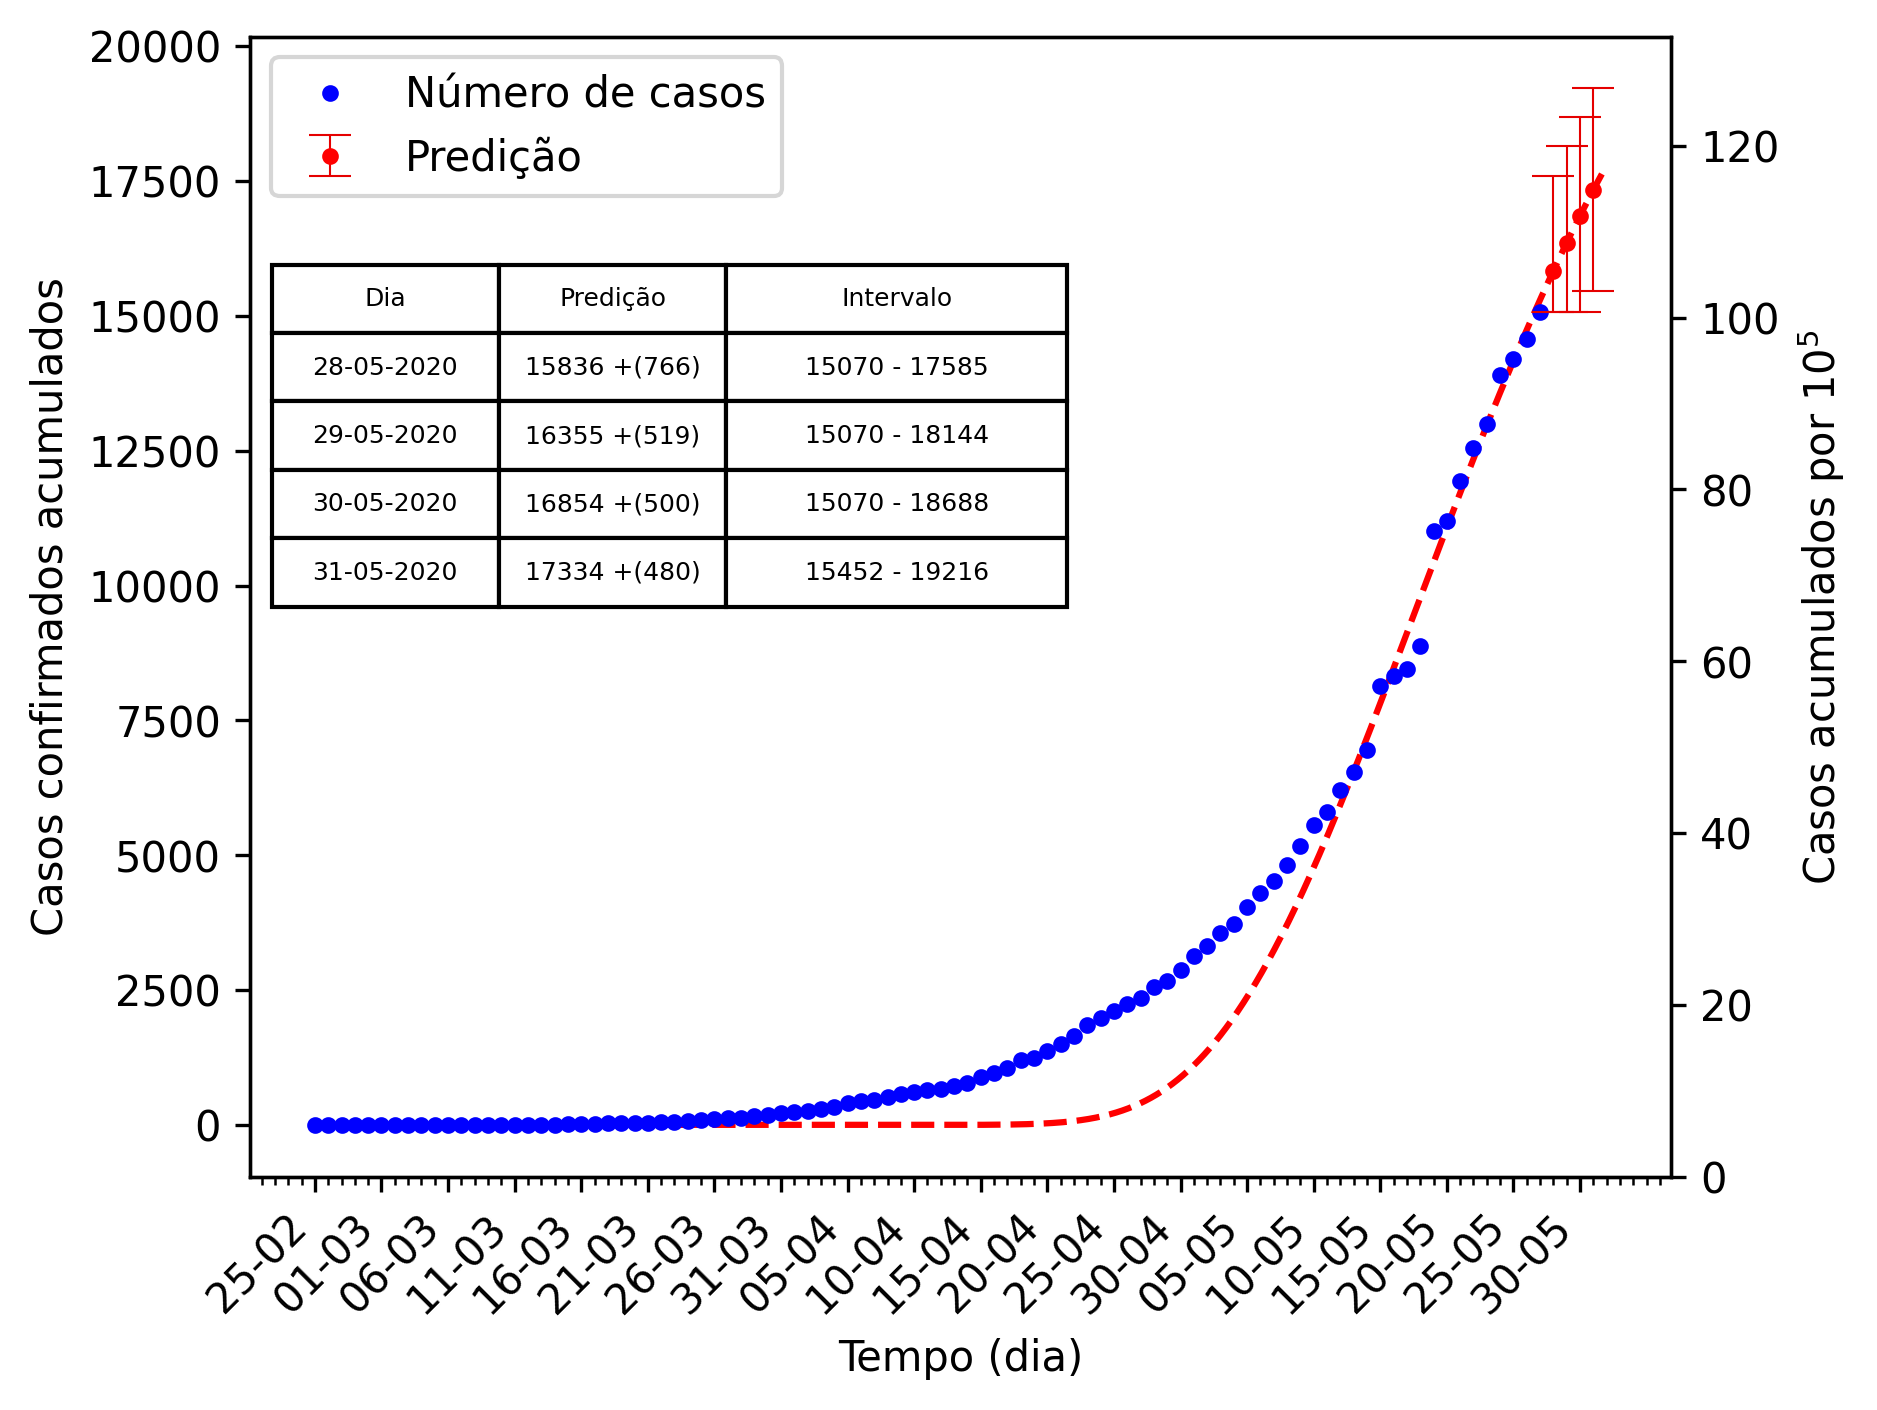 Número de casos
Predição
Dia Predição Intervalo
28-05-2020 15836 +(766) 15070 - 17585
29-05-2020 16355 +(519) 15070 - 18144
30-05-2020 16854 +(500) 15070 - 18688
31-05-2020 17334 +(480) 15452 - 19216
Casos confirmados acumulados
20000
17500
15000
12500
10000
7500
5000
2500
0
Casos acumulados por 10⁵
120
100
80
60
40
20
0
25-02 01-03 06-03 11-03 16-03 21-03 26-03 31-03 05-04 10-04 15-04 20-04 25-04 30-04 05-05 10-05 15-05 20-05 25-05 30-05
Tempo (dia)